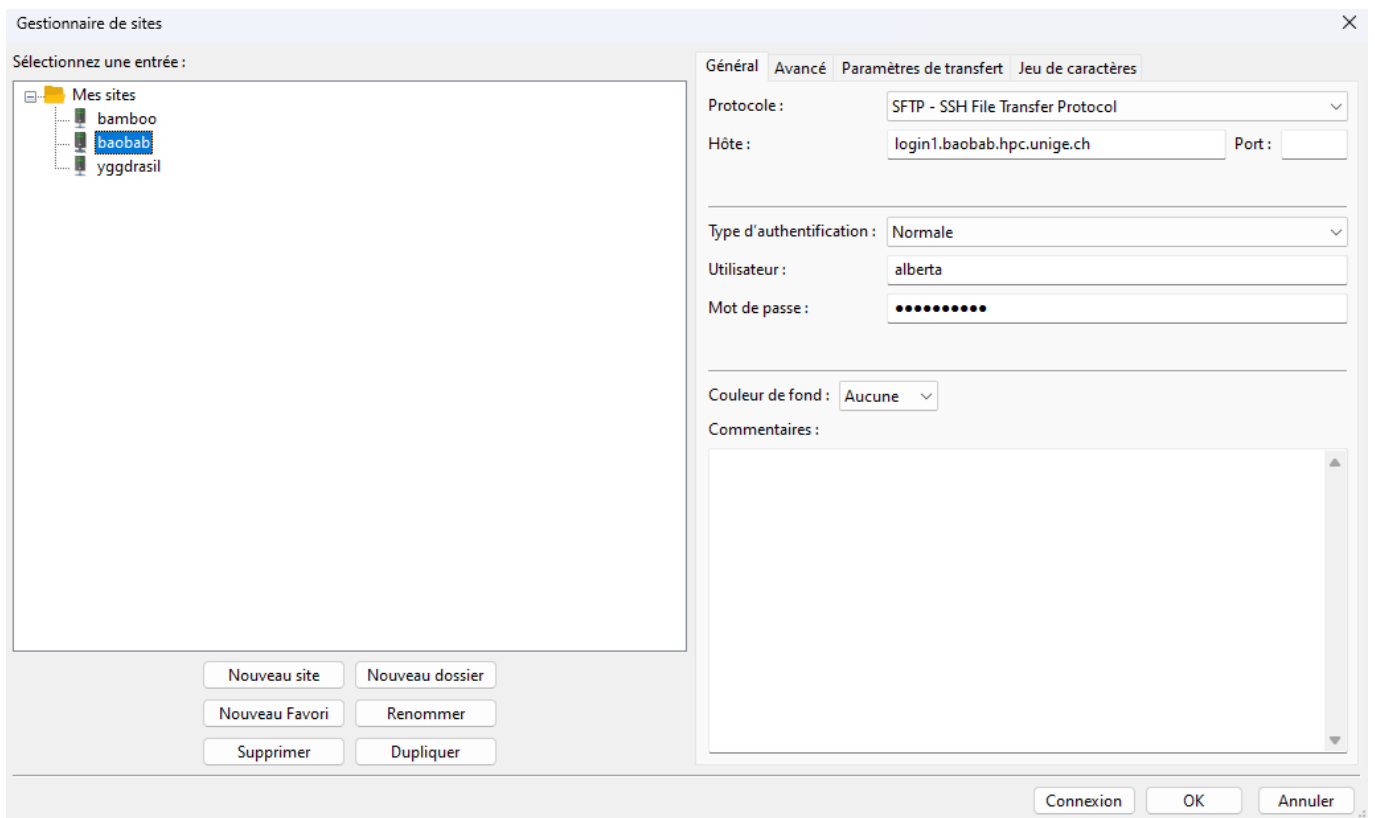 Gestionnaire de sites
Sélectionnez une entrée :
Mes sites
bamboo
baobab
yggdrasil
Nouveau site Nouveau dossier
Nouveau Favori Renommer
Supprimer Dupliquer
Général Avancé Paramètres de transfert Jeu de caractères
Protocole : SFTP - SSH File Transfer Protocol
Hôte : login1.baobab.hpc.unige.ch Port :
Type d'authentification : Normale
Utilisateur : alberta
Mot de passe : ●●●●●●●●●●
Couleur de fond : Aucune
Commentaires :
Connexion OK Annuler